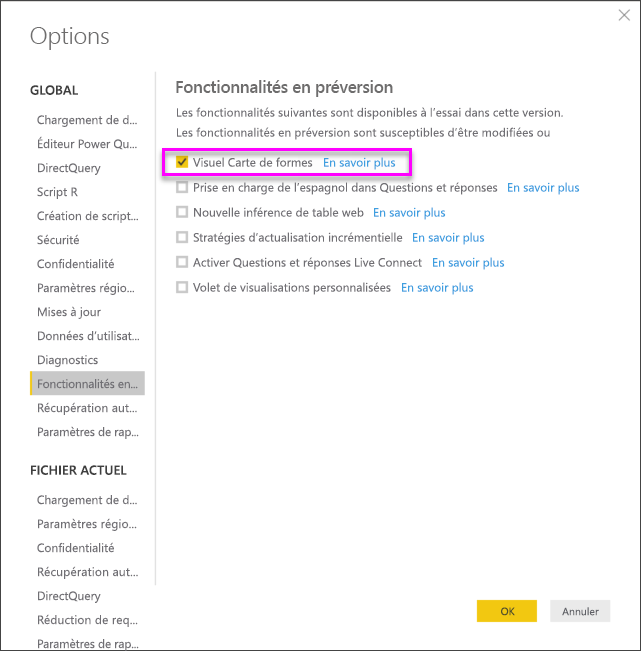 Options
GLOBAL
Chargement de d...
Éditeur Power Qu...
DirectQuery
Script R
Création de script...
Sécurité
Confidentialité
Paramètres régio...
Mises à jour
Données d'utilisat...
Diagnostics
Fonctionnalités en...
Récupération aut...
Paramètres de rap...
FICHIER ACTUEL
Chargement de d...
Paramètres régio...
Confidentialité
Récupération aut...
DirectQuery
Réduction de req...
Paramètres de rap...
Fonctionnalités en préversion
Les fonctionnalités suivantes sont disponibles à l'essai dans cette version.
Les fonctionnalités en préversion sont susceptibles d'être modifiées ou
Visuel Carte de formes En savoir plus
Prise en charge de l'espagnol dans Questions et réponses En savoir plus
Nouvelle inférence de table web En savoir plus
Stratégies d'actualisation incrémentielle En savoir plus
Activer Questions et réponses Live Connect En savoir plus
Volet de visualisations personnalisées En savoir plus
OK Annuler